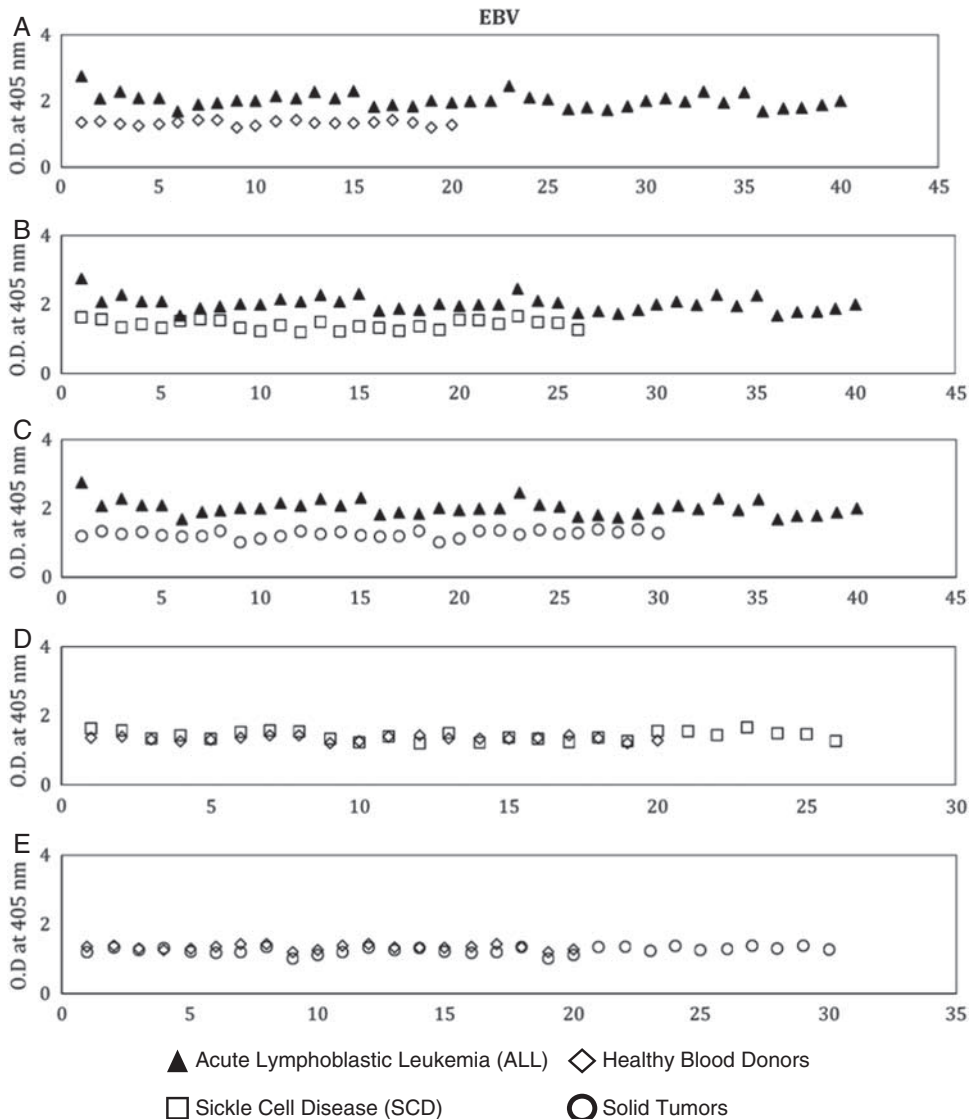 EBV
A
O.D. at 405 nm
4
2
0
0 5 10 15 20 25 30 35 40 45
B
O.D. at 405 nm
4
2
0
0 5 10 15 20 25 30 35 40 45
C
O.D. at 405 nm
4
2
0
0 5 10 15 20 25 30 35 40 45
D
O.D. at 405 nm
4
2
0
0 5 10 15 20 25 30
E
O.D at 405 nm
4
2
0
0 5 10 15 20 25 30 35
Acute Lymphoblastic Leukemia (ALL) Healthy Blood Donors
Sickle Cell Disease (SCD) Solid Tumors